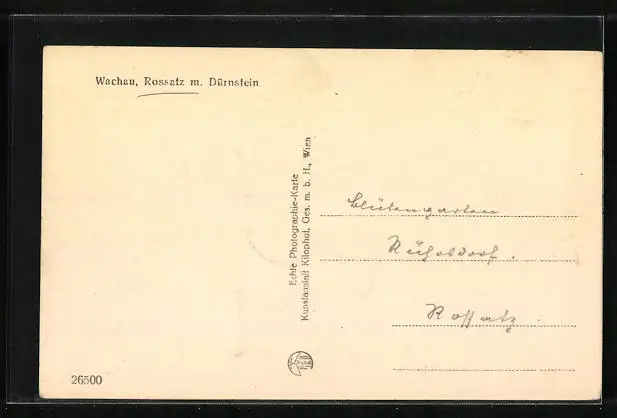 Wachau, Rossatz m. Dürnstein
Echte Photographie-Karte
Kunstanstalt Kilophot, Ges. m. b. H., Wien
Blütengarten
Rührsdorf.
Rossatz
26500